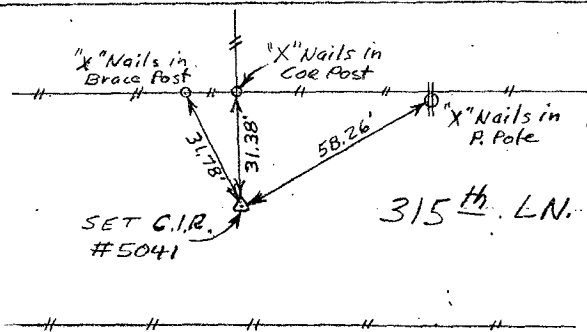 "X" Nails in
Brace Post
"X" Nails in
Cor Post
"X" Nails in
P. Pole
31.78'
31.38'
58.26'
SET C.I.R.
#5041
315th LN.